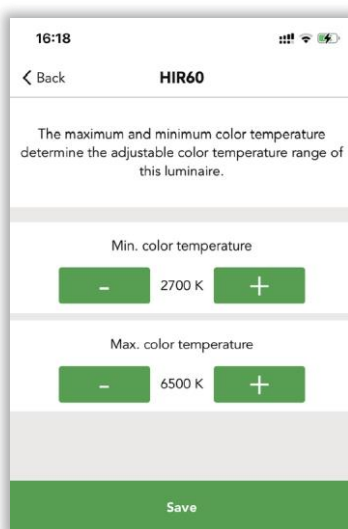 16:18
Back
HIR60
The maximum and minimum color temperature
determine the adjustable color temperature range of
this luminaire.
Min. color temperature
- 2700 K +
Max. color temperature
- 6500 K +
Save